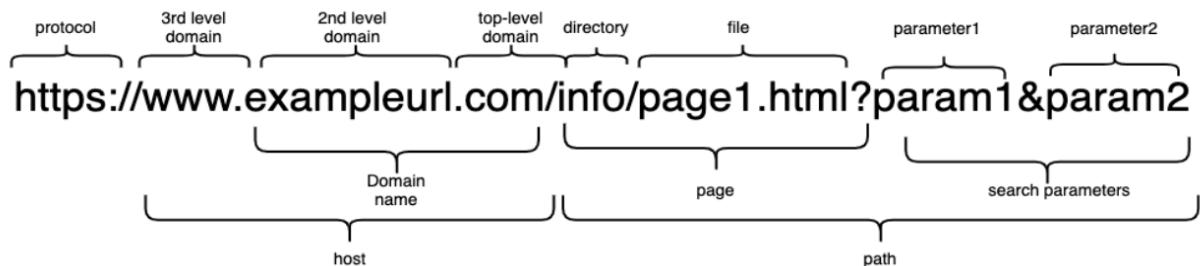 protocol
3rd level
domain
2nd level
domain
top-level
domain
directory
file
parameter1
parameter2
https://www.exampleurl.com/info/page1.html?param1&param2
Domain
name
page
search parameters
host
path